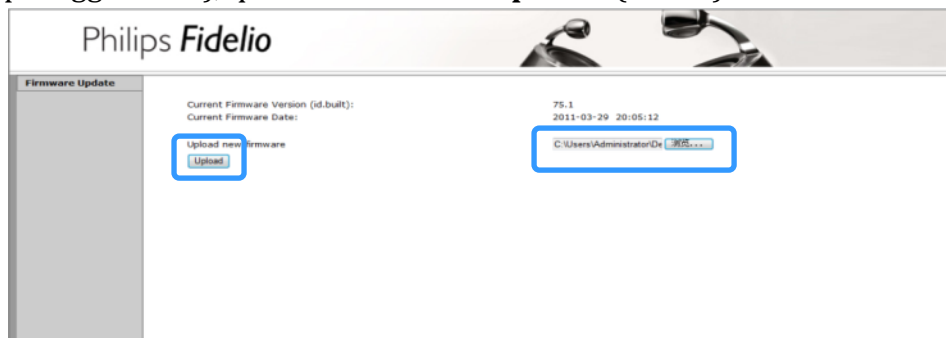 Philips Fidelio
Firmware Update
Current Firmware Version (id.built): 75.1
Current Firmware Date: 2011-03-29 20:05:12
Upload new firmware C:\Users\Administrator\De 浏览...
Upload